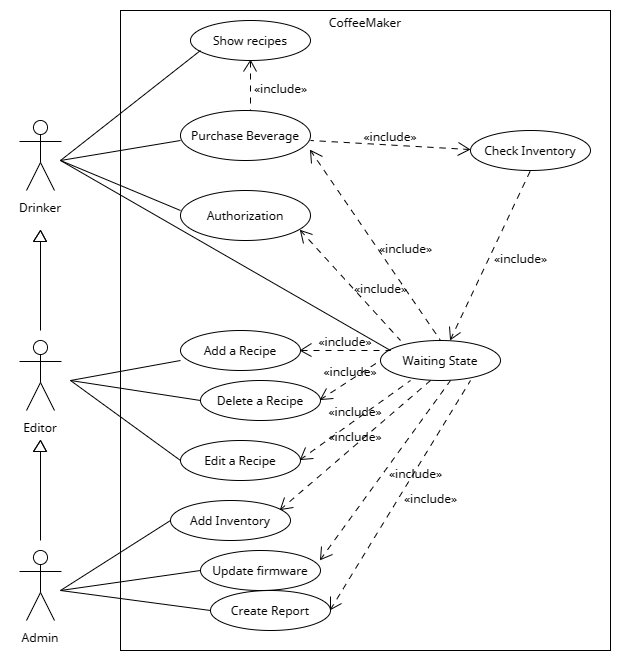 CoffeeMaker
Show recipes
«include»
Purchase Beverage
«include»
Check Inventory
Drinker
Authorization
«include»
«include»
«include»
Add a Recipe
«include»
Waiting State
«include»
Delete a Recipe
«include»
Editor
«include»
Edit a Recipe
«include»
«include»
Add Inventory
Update firmware
Create Report
Admin